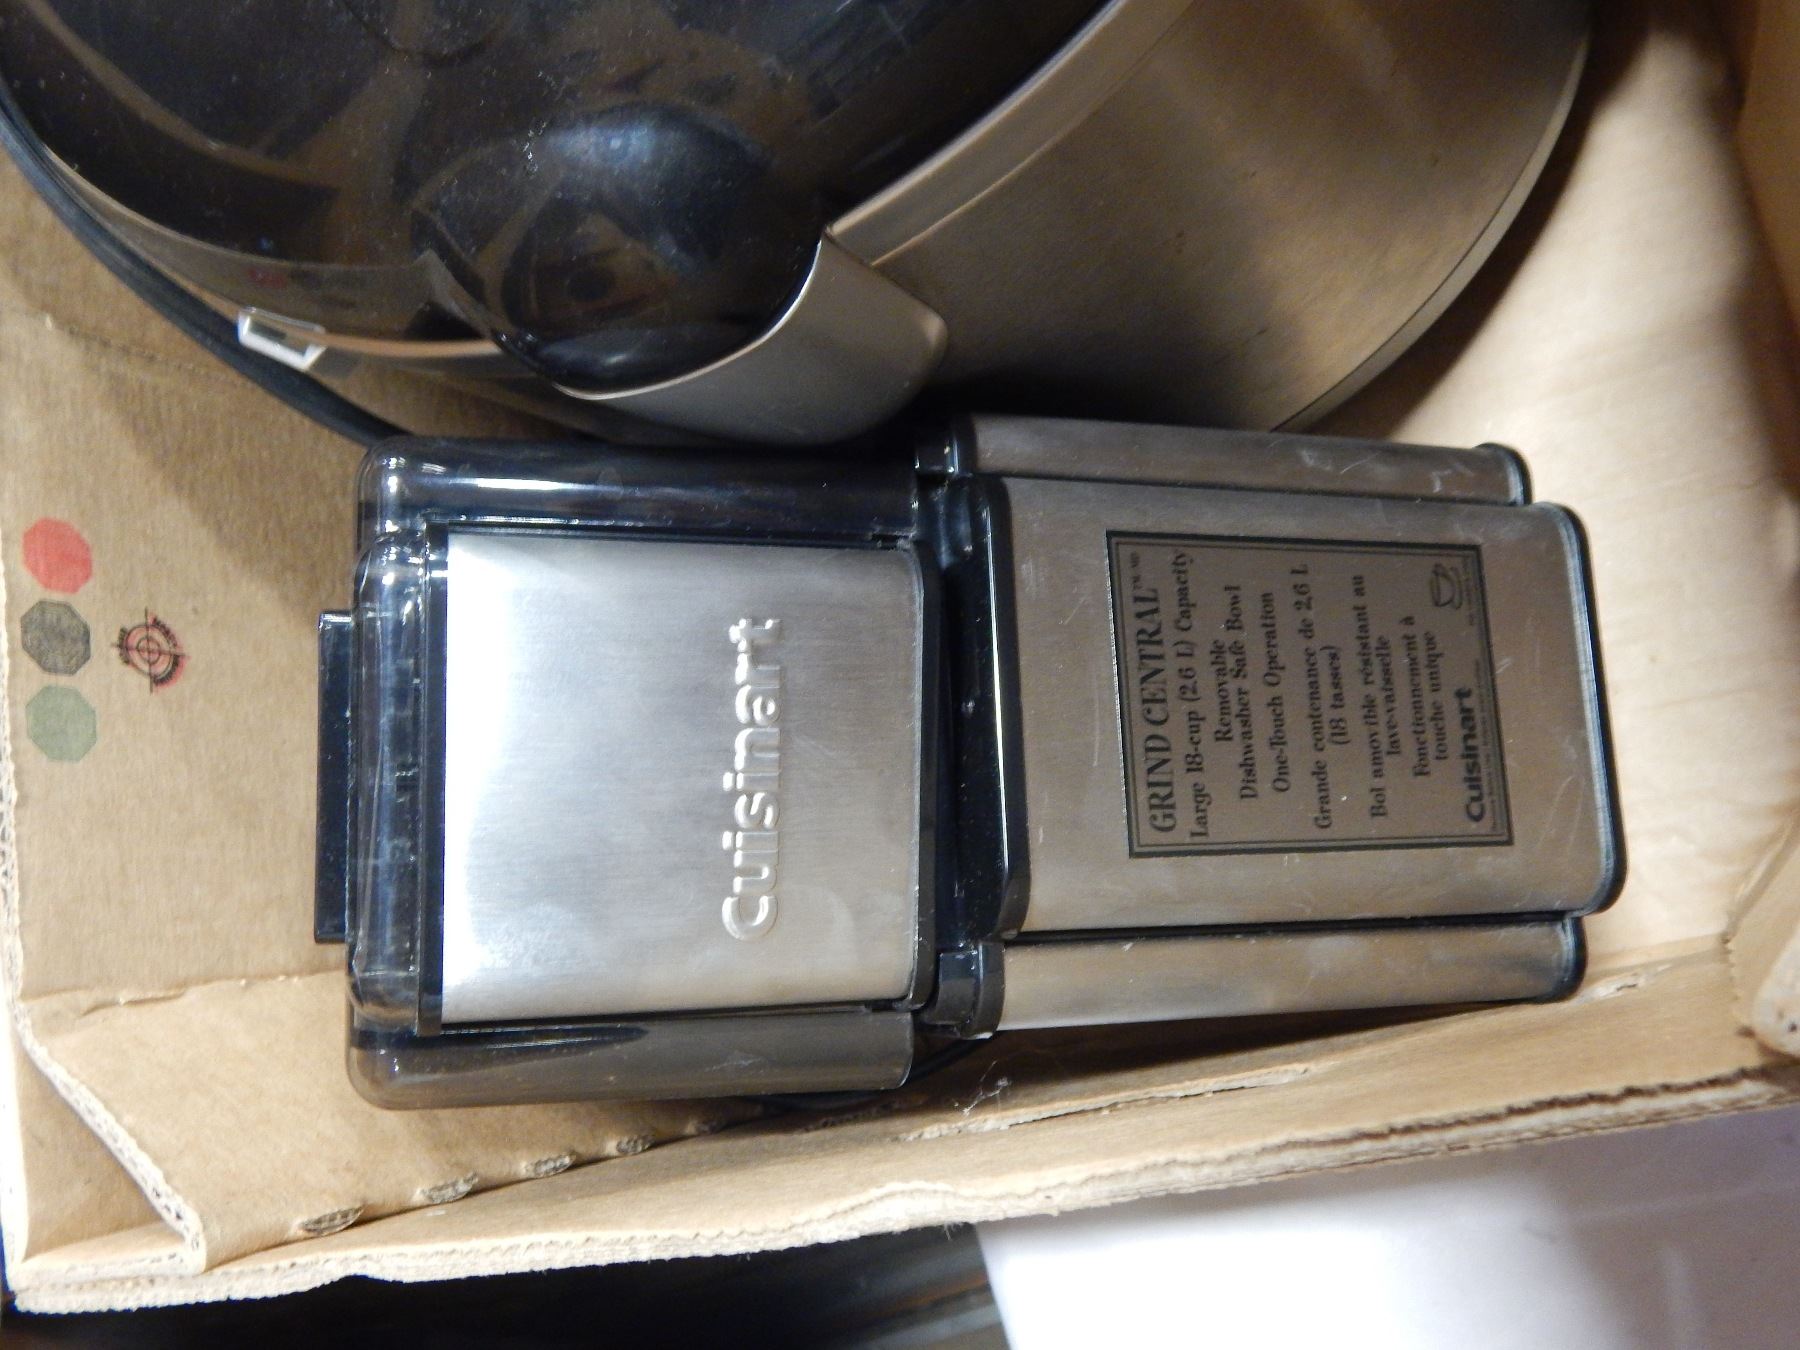 Cuisinart
GRIND CENTRAL
Large 18-cup (2.6 L) Capacity
Removable
Dishwasher Safe Bowl
One-Touch Operation
Grande contenance de 2,6 L
(18 tasses)
Bol amovible résistant au
lave-vaisselle
Fonctionnement à
touche unique
Cuisinart